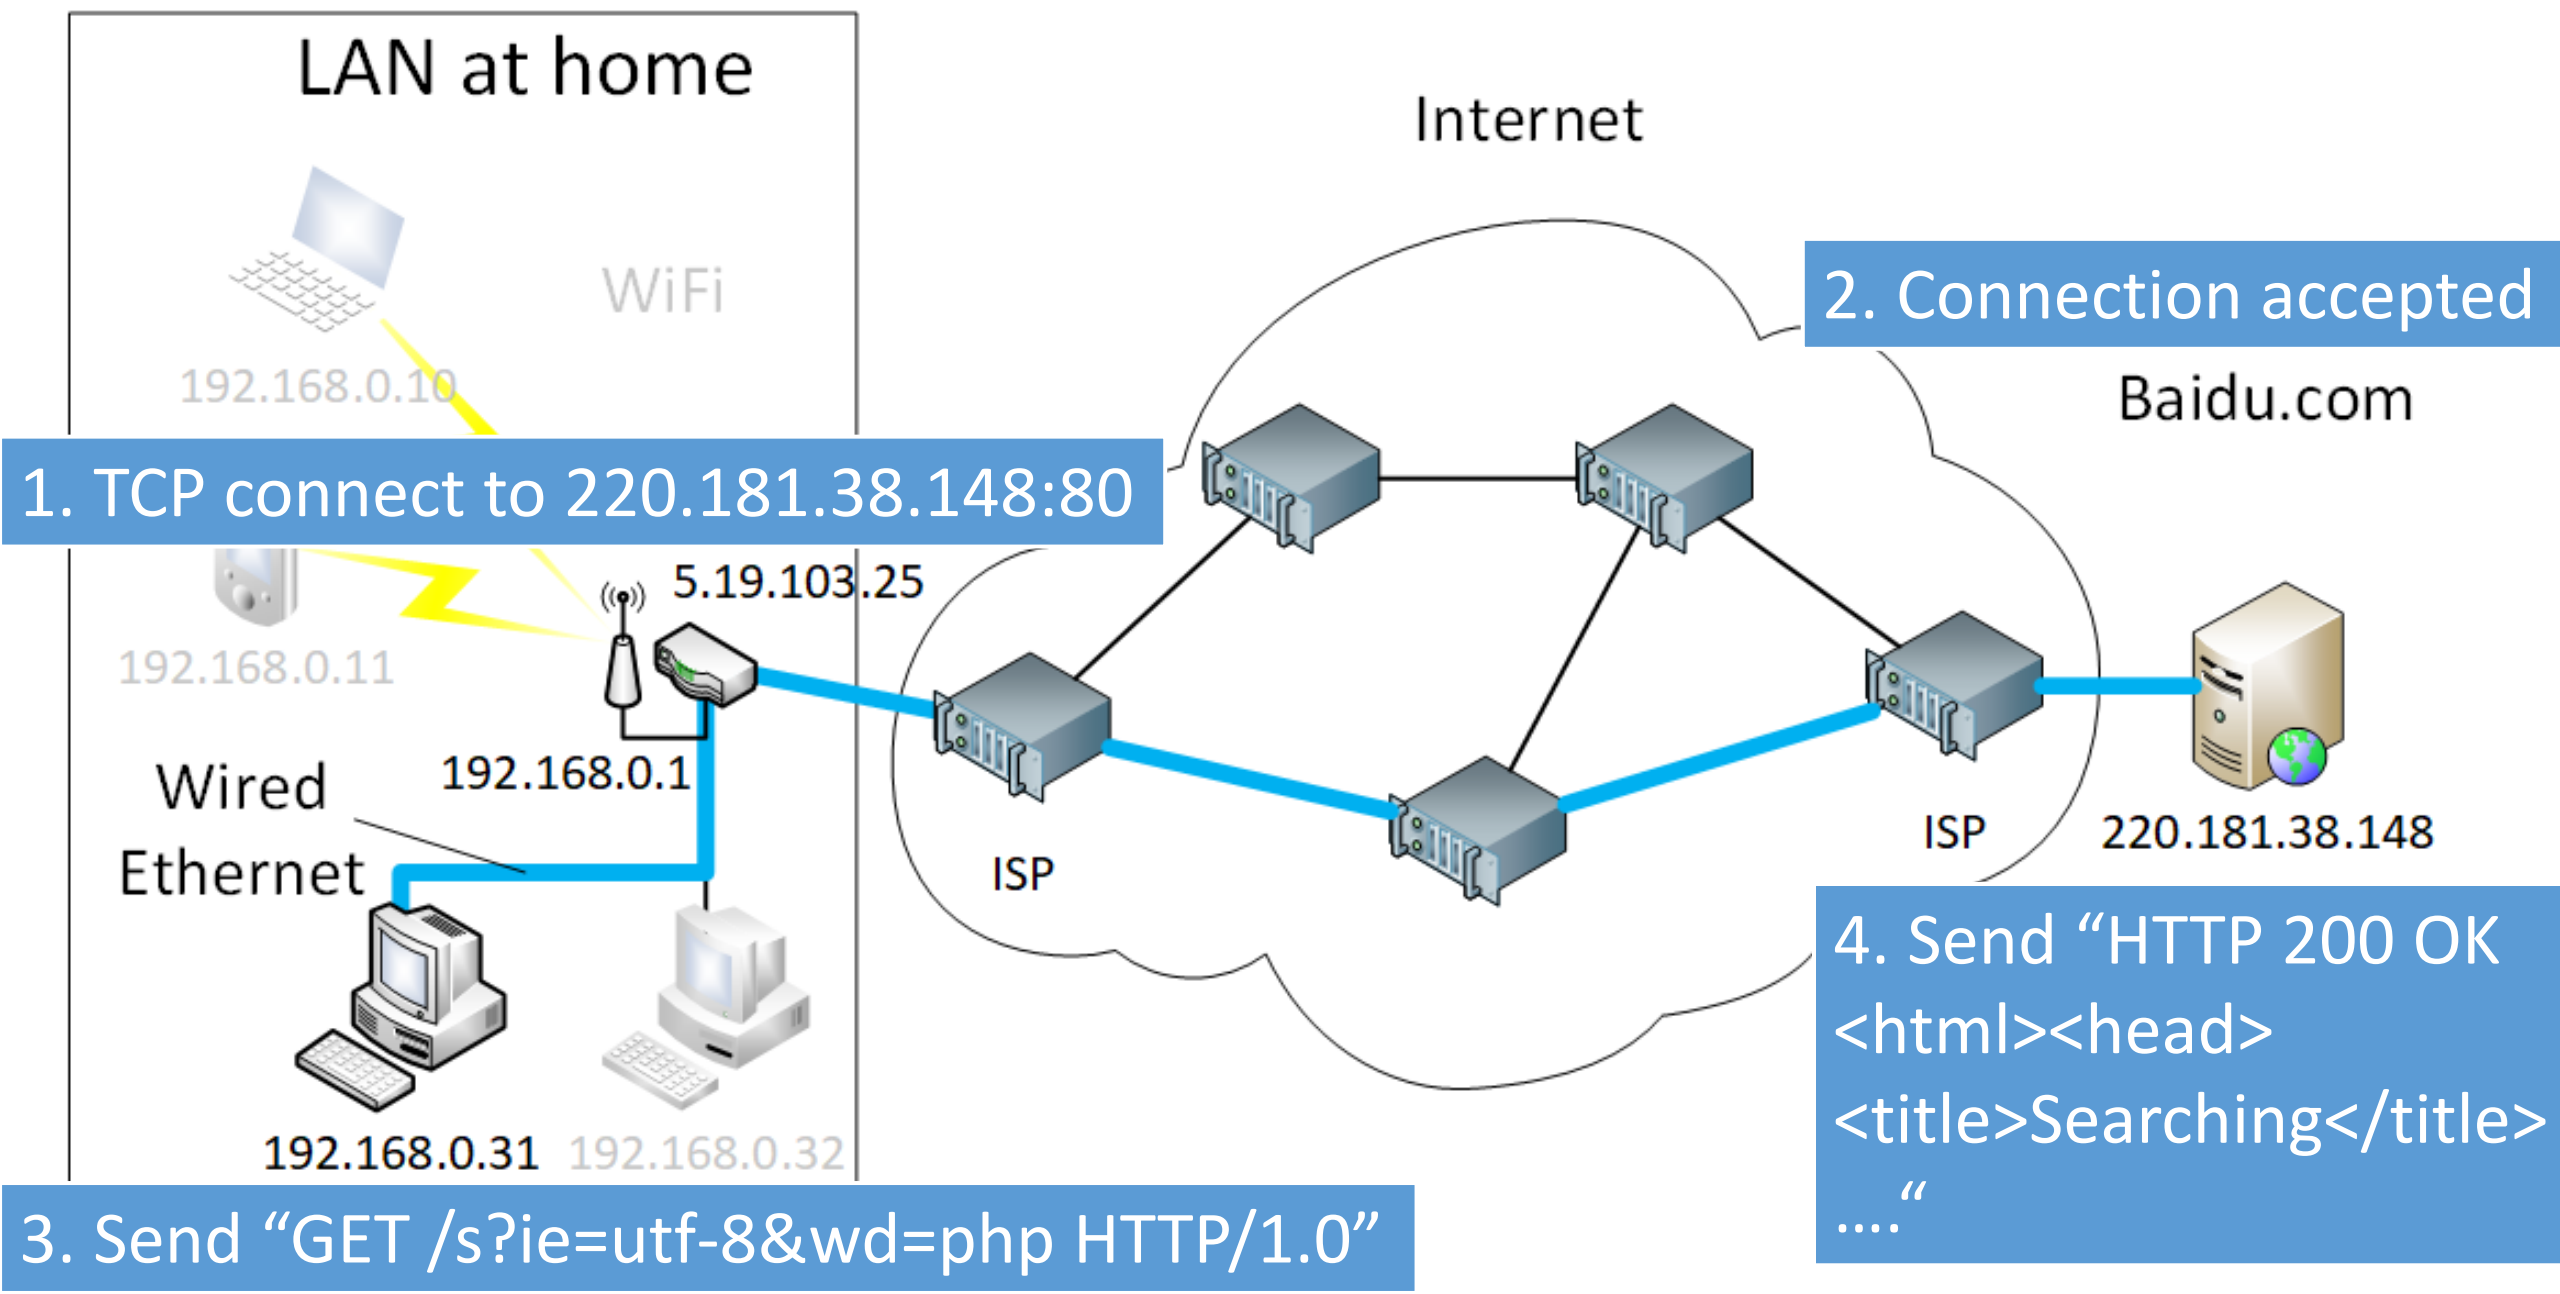 LAN at home
Internet
WiFi
2. Connection accepted
192.168.0.10
Baidu.com
1. TCP connect to 220.181.38.148:80
5.19.103.25
192.168.0.11
192.168.0.1
Wired
Ethernet
ISP
ISP
220.181.38.148
192.168.0.31
192.168.0.32
3. Send “GET /s?ie=utf-8&wd=php HTTP/1.0”
4. Send “HTTP 200 OK
<html><head>
<title>Searching</title>
....“